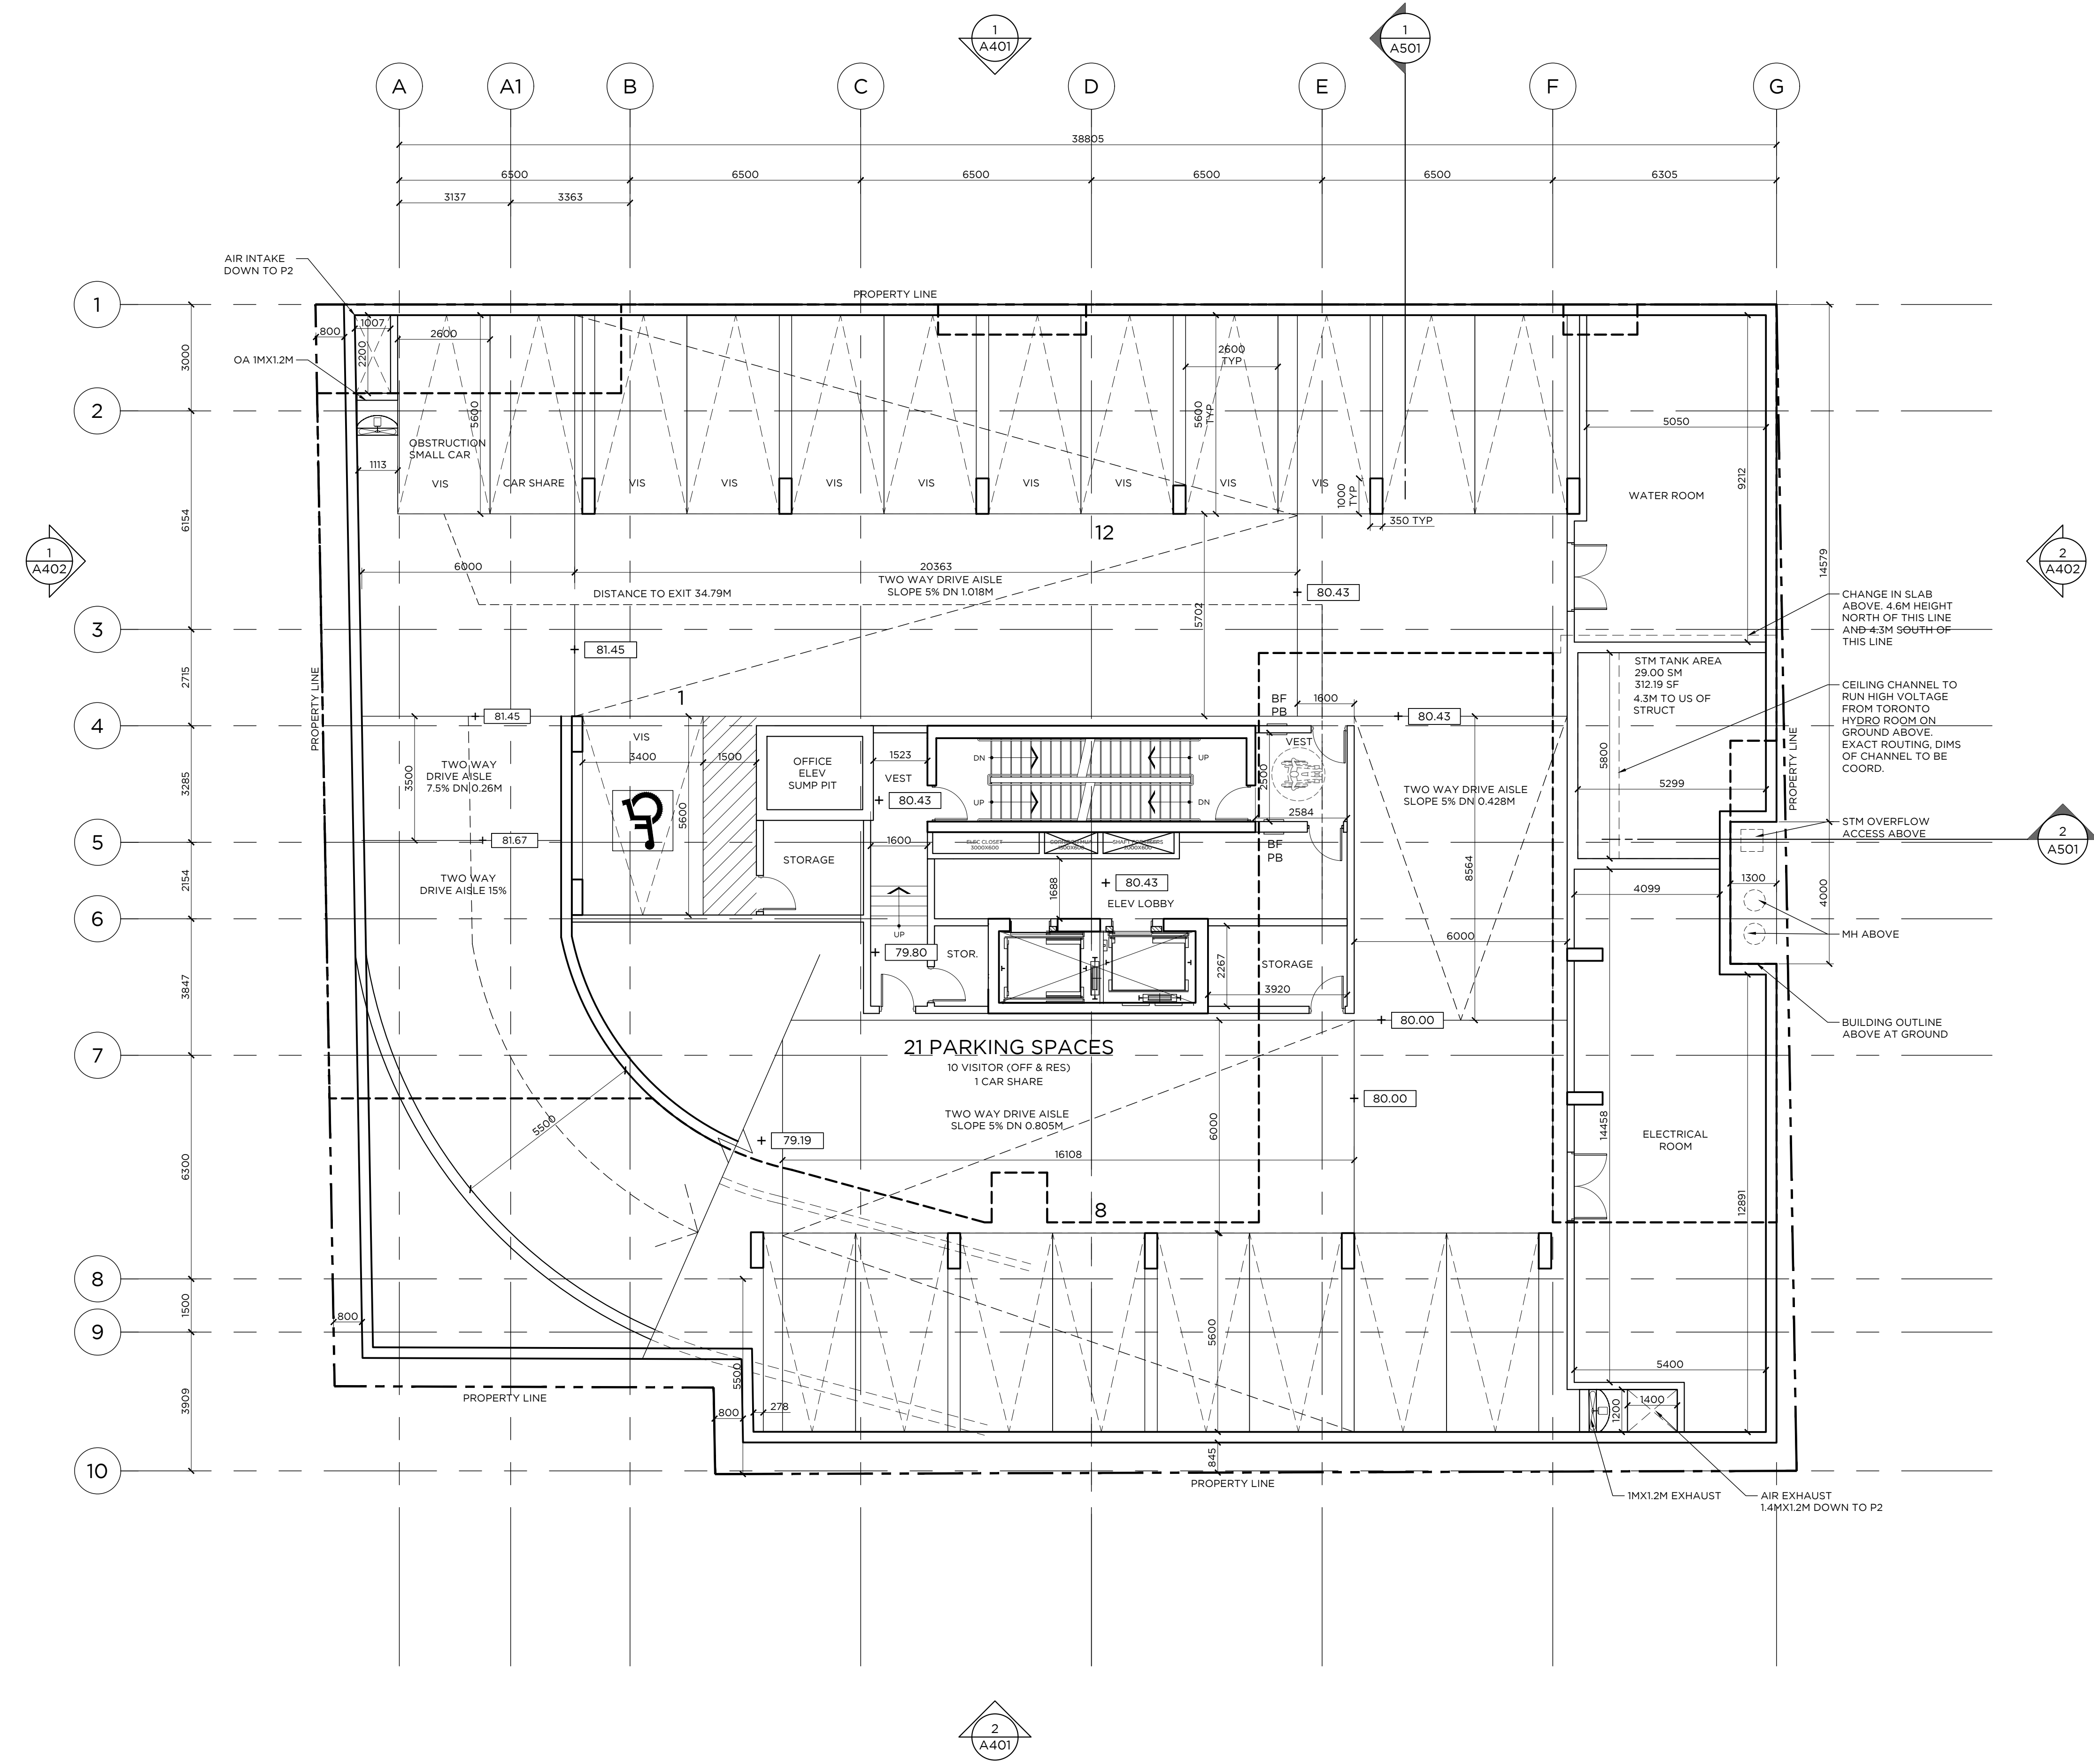 1
A401
1
A501
A
A1
B
C
D
E
F
G
38805
6500
6500
6500
6500
6500
6305
3137
3363
AIR INTAKE
DOWN TO P2
OA 1MX1.2M
1
2
3
4
5
6
7
8
9
10
3000
6154
2715
3285
2154
3847
6300
1500
3909
1
A402
2
A402
2
A501
PROPERTY LINE
800
1007
2200
2600
5600
1113
OBSTRUCTION
SMALL CAR
VIS
CAR SHARE
VIS
VIS
VIS
VIS
VIS
VIS
VIS
VIS
2600
TYP
5600
TYP
1000
TYP
350 TYP
12
5050
9212
WATER ROOM
14579
6000
20363
TWO WAY DRIVE AISLE
SLOPE 5% DN 1.018M
DISTANCE TO EXIT 34.79M
80.43
5702
81.45
CHANGE IN SLAB
ABOVE. 4.6M HEIGHT
NORTH OF THIS LINE
AND 4.3M SOUTH OF
THIS LINE
STM TANK AREA
29.00 SM
312.19 SF
4.3M TO US OF
STRUCT
CEILING CHANNEL TO
RUN HIGH VOLTAGE
FROM TORONTO
HYDRO ROOM ON
GROUND ABOVE.
EXACT ROUTING, DIMS
OF CHANNEL TO BE
COORD.
PROPERTY LINE
PROPERTY LINE
1
81.45
BF
PB
1600
80.43
VIS
3400
1500
5600
3500
TWO WAY
DRIVE AISLE
7.5% DN 0.26M
OFFICE
ELEV
SUMP PIT
1523
VEST
80.43
DN
UP
UP
DN
VEST
2500
2584
TWO WAY DRIVE AISLE
SLOPE 5% DN 0.428M
5800
5299
81.67
STORAGE
1600
ELEC CLOSET
3000X600
BF
PB
STM OVERFLOW
ACCESS ABOVE
TWO WAY
DRIVE AISLE 15%
1688
80.43
ELEV LOBBY
8564
4099
1300
4000
MH ABOVE
UP
79.80
STOR.
2267
STORAGE
3920
6000
80.00
BUILDING OUTLINE
ABOVE AT GROUND
21 PARKING SPACES
10 VISITOR (OFF & RES)
1 CAR SHARE
80.00
TWO WAY DRIVE AISLE
SLOPE 5% DN 0.805M
5500
79.19
6000
16108
8
14458
ELECTRICAL
ROOM
12891
800
5600
5500
5400
800
278
1200
1400
845
PROPERTY LINE
PROPERTY LINE
1MX1.2M EXHAUST
AIR EXHAUST
1.4MX1.2M DOWN TO P2
2
A401